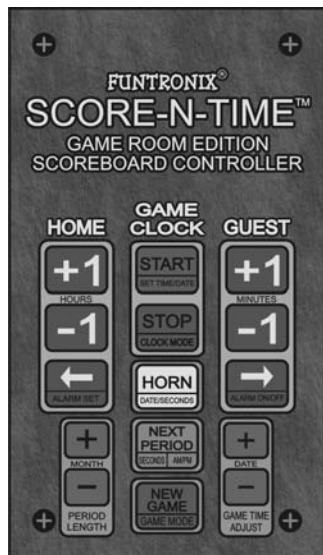 FUNTRONIX®
SCORE-N-TIME™
GAME ROOM EDITION
SCOREBOARD CONTROLLER
HOME
GAME
CLOCK
GUEST
+1
START
+1
HOURS
SET TIME/DATE
MINUTES
-1
STOP
-1
CLOCK MODE
←
HORN
→
ALARM SET
DATE/SECONDS
ALARM ON/OFF
+
NEXT
PERIOD
+
MONTH
SECONDS
AM/PM
DATE
-
NEW
GAME
-
PERIOD
LENGTH
GAME MODE
GAME TIME
ADJUST